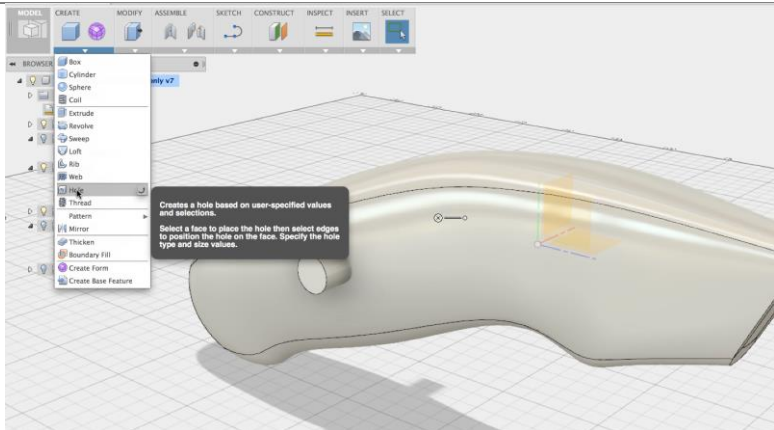 MODEL
CREATE
MODIFY
ASSEMBLE
SKETCH
CONSTRUCT
INSPECT
INSERT
SELECT
BROWSER
only v7
Box
Cylinder
Sphere
Coil
Extrude
Revolve
Sweep
Loft
Rib
Web
Hole
Thread
Pattern
Mirror
Thicken
Boundary Fill
Create Form
Create Base Feature
Creates a hole based on user-specified values
and selections.
Select a face to place the hole then select edges
to position the hole on the face. Specify the hole
type and size values.